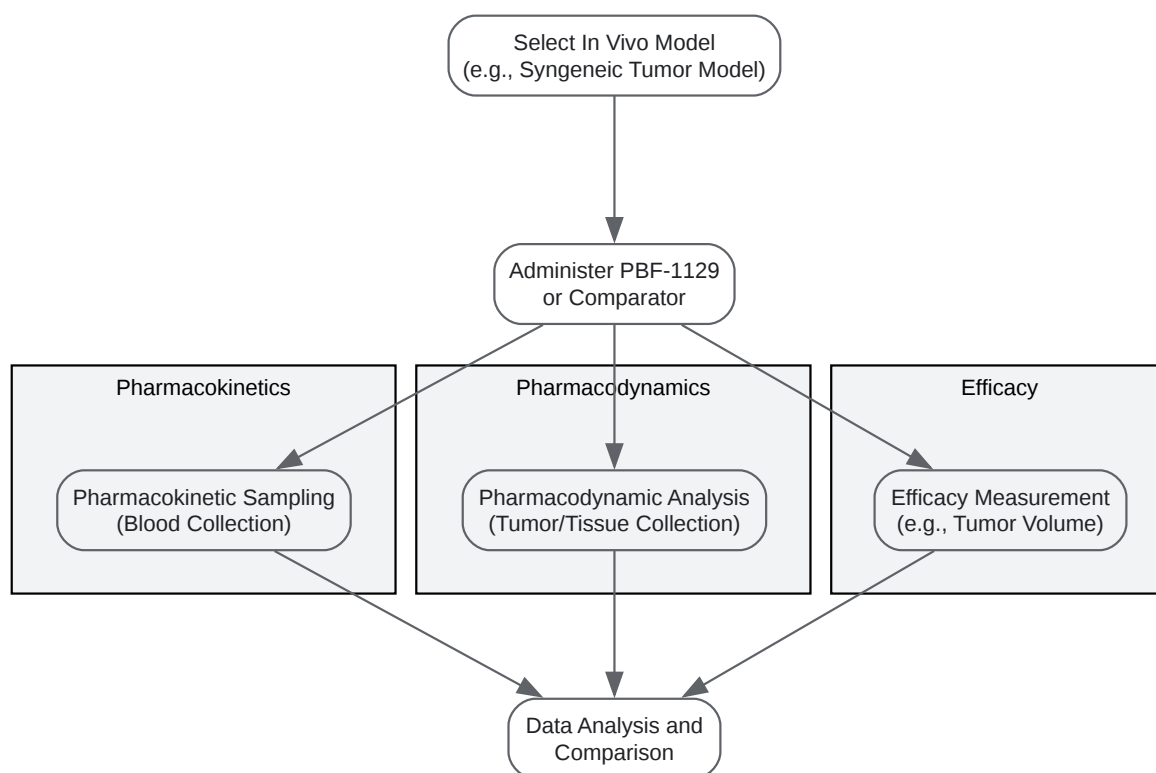 Select In Vivo Model
(e.g., Syngeneic Tumor Model)
Administer PBF-1129
or Comparator
Pharmacokinetics
Pharmacodynamics
Efficacy
Pharmacokinetic Sampling
(Blood Collection)
Pharmacodynamic Analysis
(Tumor/Tissue Collection)
Efficacy Measurement
(e.g., Tumor Volume)
Data Analysis and
Comparison